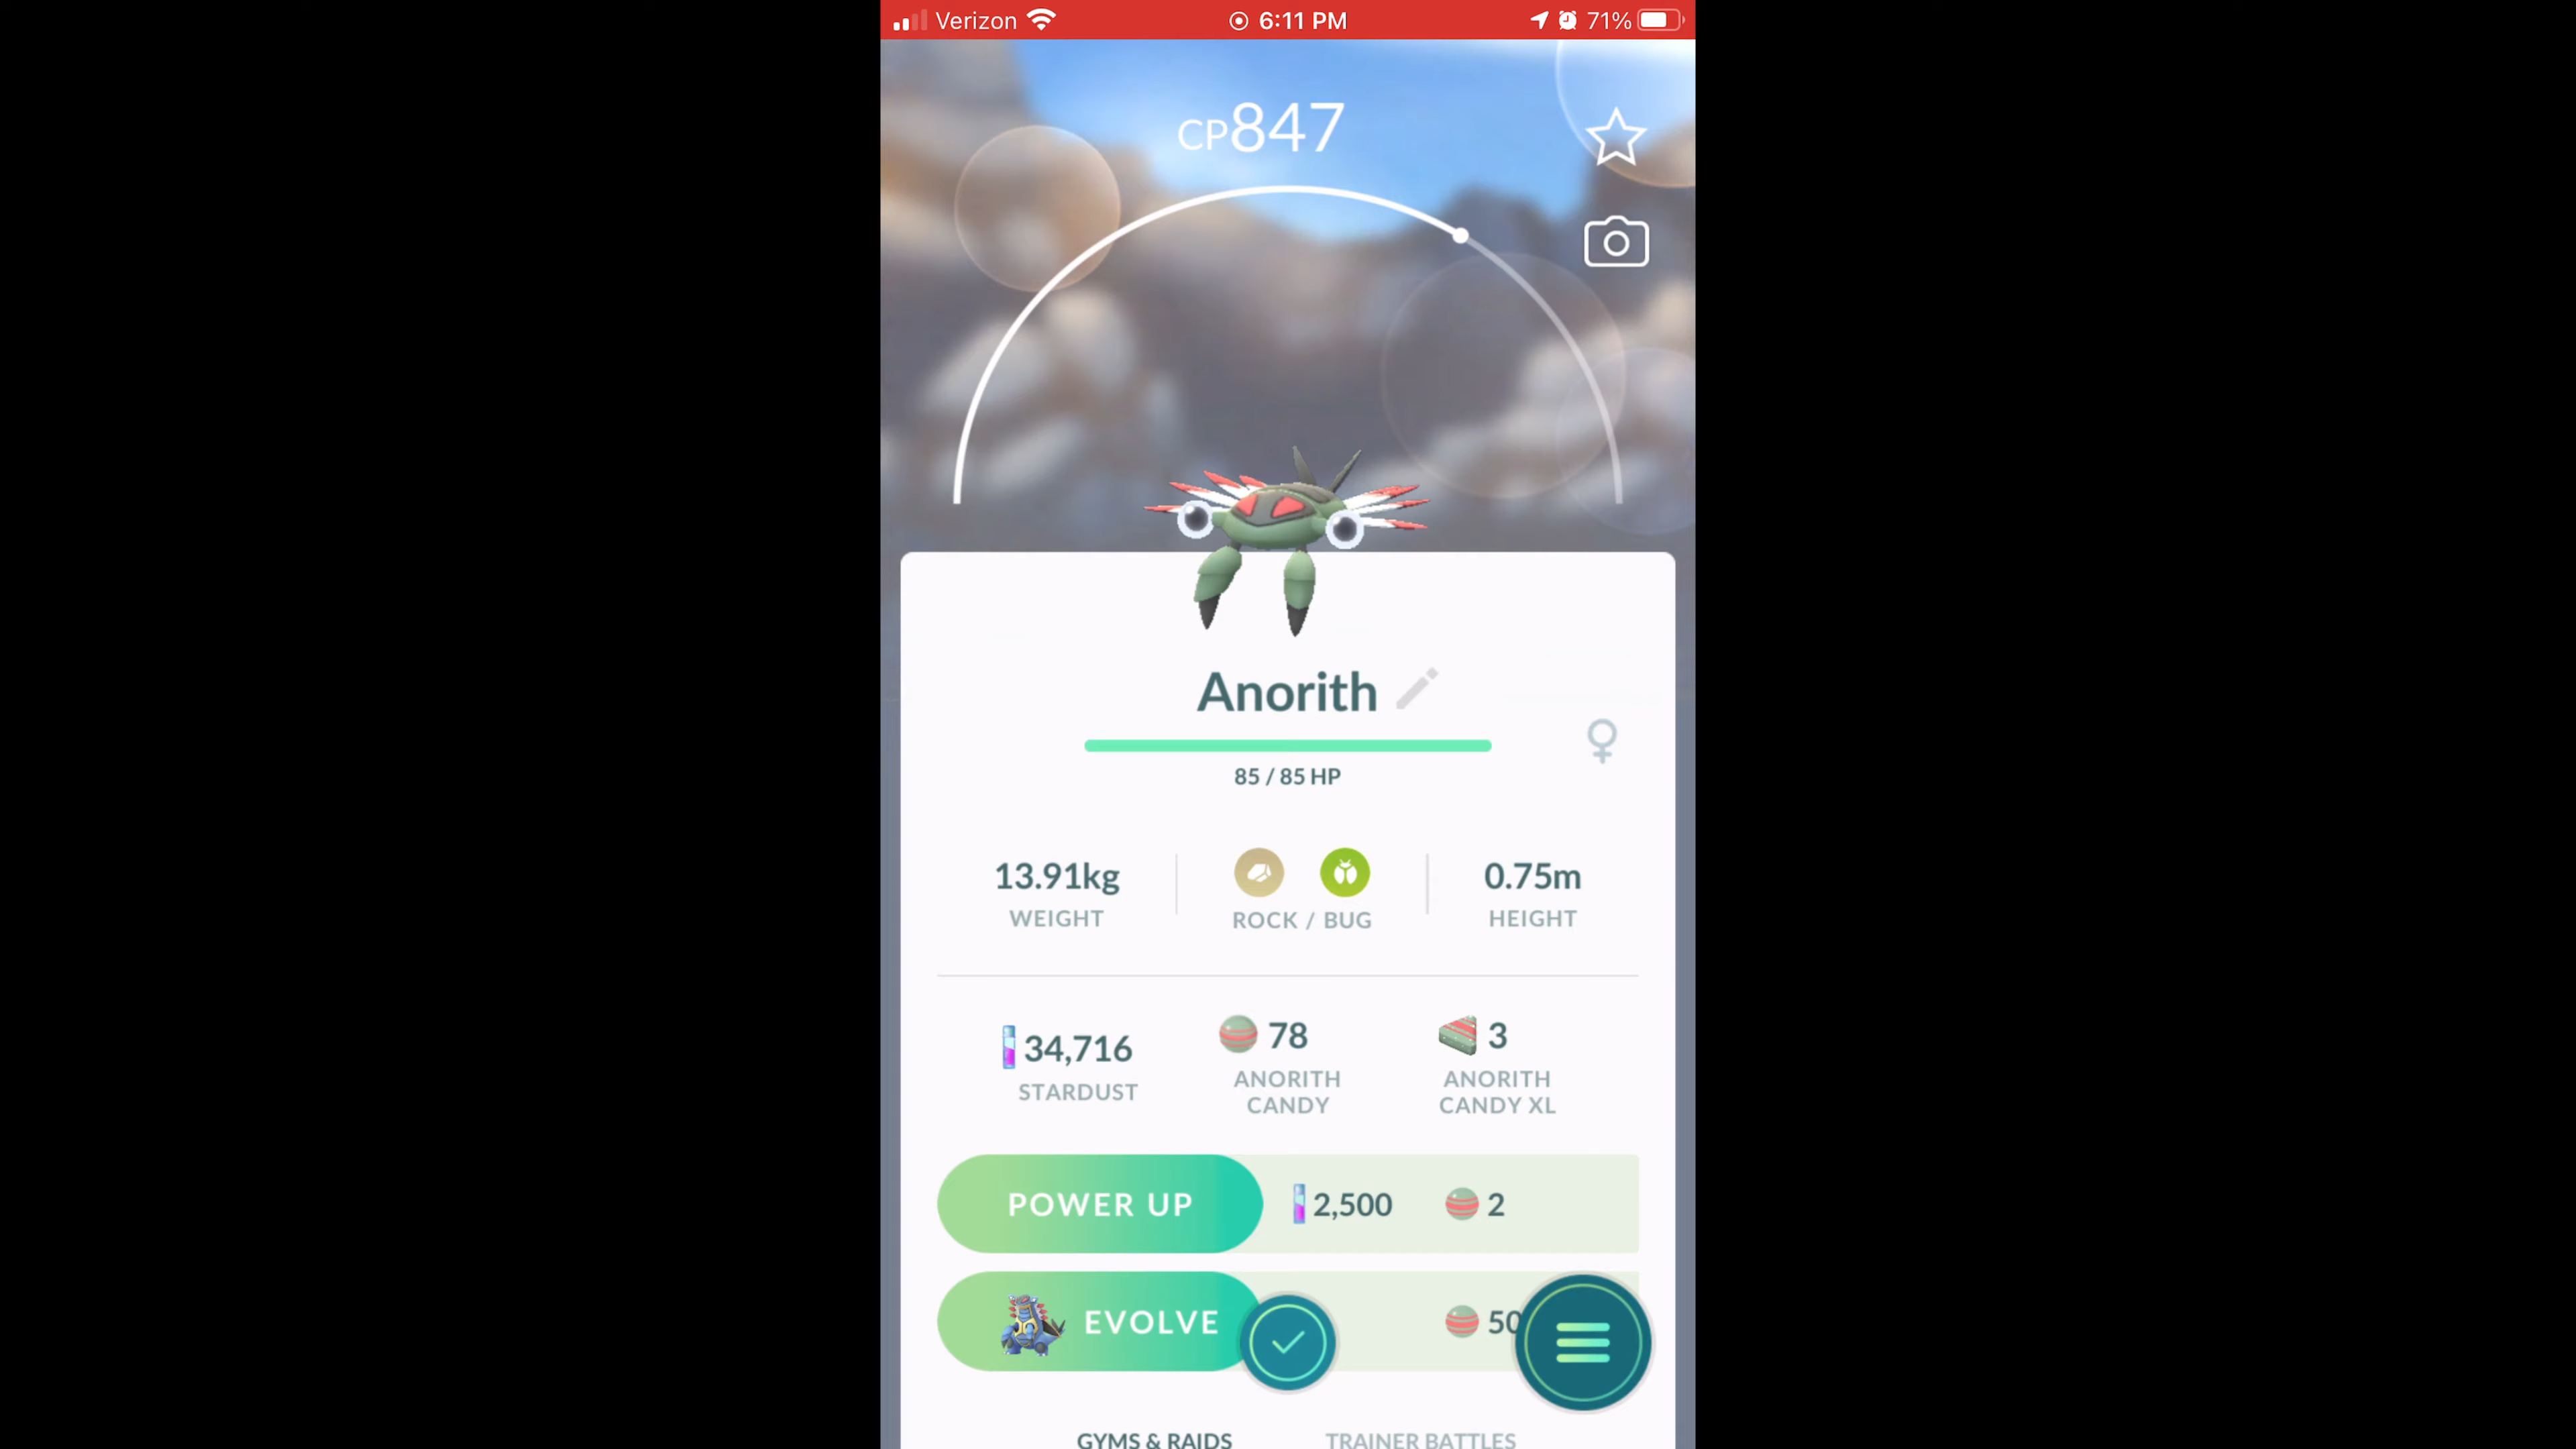 Verizon 6:11 PM 71%
CP847
Anorith
85 / 85 HP
13.91kg
WEIGHT
ROCK / BUG
0.75m
HEIGHT
34,716
STARDUST
78
ANORITH
CANDY
3
ANORITH
CANDY XL
POWER UP 2,500 2
EVOLVE 50
GYMS & RAIDS TRAINER BATTLES